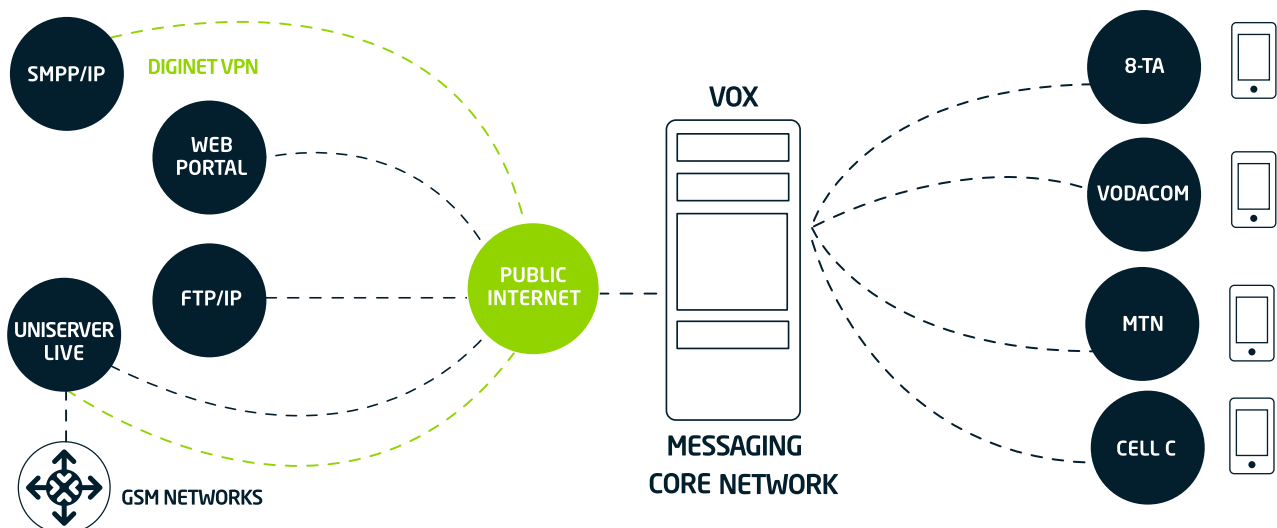 SMPP/IP
DIGINET VPN
WEB
PORTAL
FTP/IP
UNISERVER
LIVE
GSM NETWORKS
PUBLIC
INTERNET
VOX
MESSAGING
CORE NETWORK
8-TA
VODACOM
MTN
CELL C